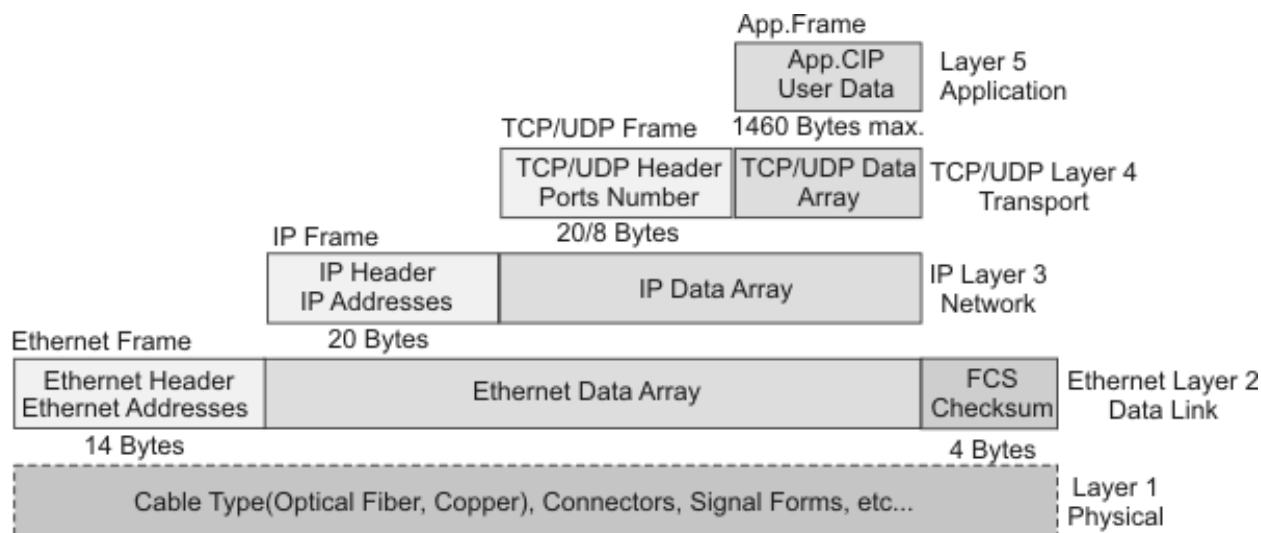 App.Frame
App.CIP
User Data
Layer 5
Application
1460 Bytes max.
TCP/UDP Frame
TCP/UDP Header
Ports Number
TCP/UDP Data
Array
TCP/UDP Layer 4
Transport
20/8 Bytes
IP Frame
IP Header
IP Addresses
IP Data Array
IP Layer 3
Network
20 Bytes
Ethernet Frame
Ethernet Header
Ethernet Addresses
Ethernet Data Array
FCS
Checksum
Ethernet Layer 2
Data Link
14 Bytes
4 Bytes
Cable Type(Optical Fiber, Copper), Connectors, Signal Forms, etc...
Layer 1
Physical